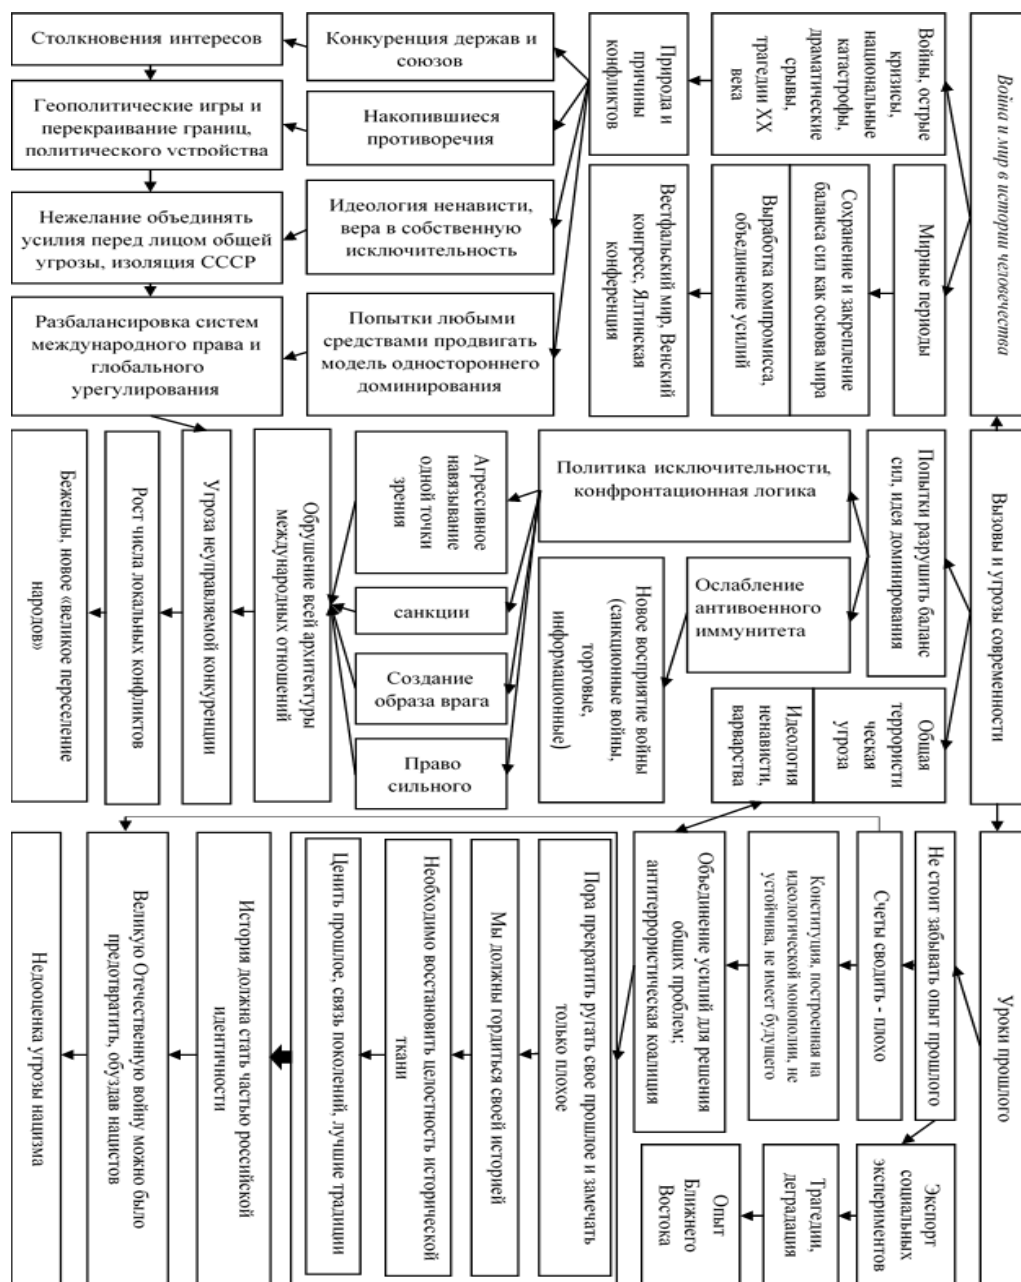 Столкновения интересов
Геополитические игры и
перекраивание границ,
политического устройства
Нежелание объединять
усилия перед лицом общей
угрозы, изоляция СССР
Разбалансировка систем
международного права и
глобального
урегулирования
Конкуренция держав и
союзов
Накопившиеся
противоречия
Идеология ненависти,
вера в собственную
исключительность
Попытки любыми
средствами продвигать
модель одностороннего
доминирования
Природа и
причины
конфликтов
Вестфальский мир, Венский
конгресс, Ялтинская
конференция
Войны, острые
кризисы,
национальные
катастрофы,
драматические
срывы,
трагедии XX
века
Сохранение и закрепление
баланса сил как основа мира
Выработка компромисса,
объединение усилий
Мирные периоды
Война и мир в истории человечества
Вызовы и угрозы современности
Попытки разрушить баланс
сил, идея доминирования
Общая
террористи
ческая
угроза
Идеология
ненависти,
варварства
Политика исключительности,
конфронтационная логика
Ослабление
антивоенного
иммунитета
Новое восприятие войны
(санкционные войны,
торговые,
информационные)
Агрессивное
навязывание
одной точки
зрения
санкции
Создание
образа врага
Право
сильного
Обрушение всей архитектуры
международных отношений
Угроза неуправляемой конкуренции
Рост числа локальных конфликтов
Беженцы, новое «великое переселение
народов»
Уроки прошлого
Не стоит забывать опыт прошлого
Счеты сводить - плохо
Конституция, построенная на
идеологической монополии, не
устойчива, не имеет будущего
Объединение усилий для решения
общих проблем;
антитеррористическая коалиция
Экспорт
социальных
экспериментов
Трагедии,
деградация
Опыт
Ближнего
Востока
Пора прекратить ругать свое прошлое и замечать
только плохое
Мы должны гордиться своей историей
Необходимо восстановить целостность исторической
ткани
Ценить прошлое, связь поколений, лучшие традиции
История должна стать частью российской
идентичности
Великую Отечественную войну можно было
предотвратить, обуздав нацистов
Недооценка угрозы нацизма